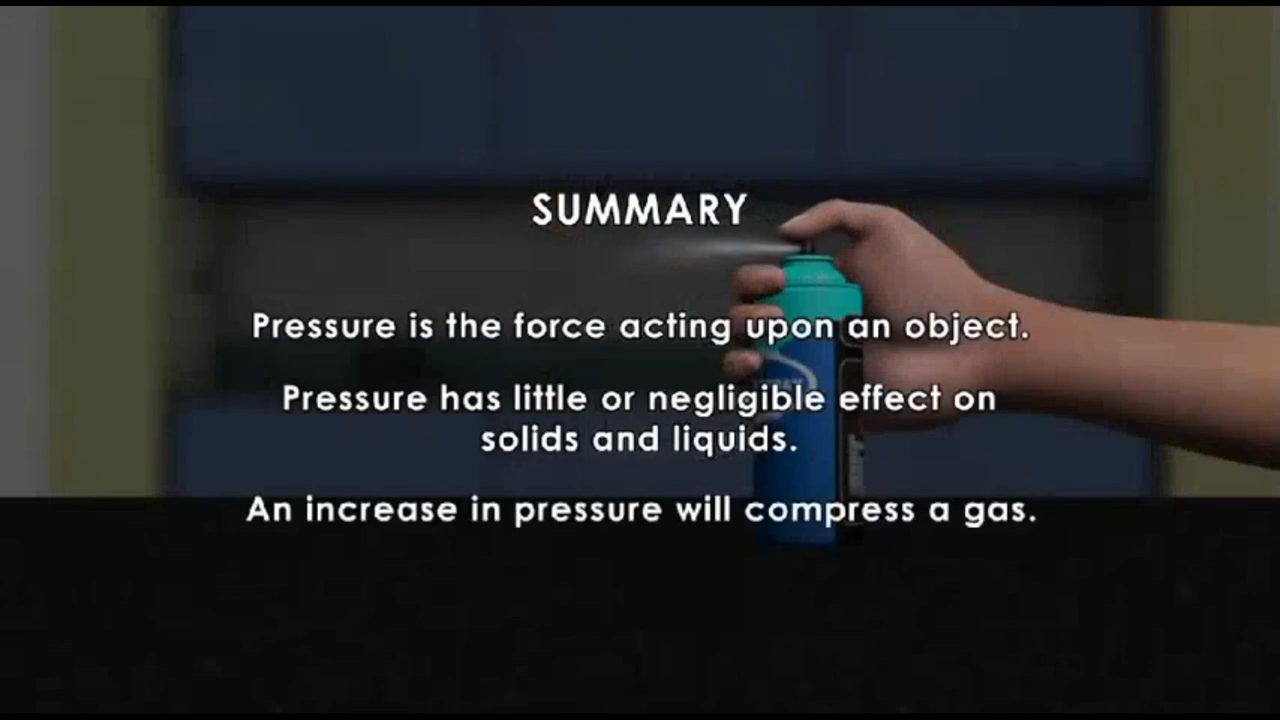 SUMMARY
Pressure is the force acting upon an object.
Pressure has little or negligible effect on
solids and liquids.
An increase in pressure will compress a gas.